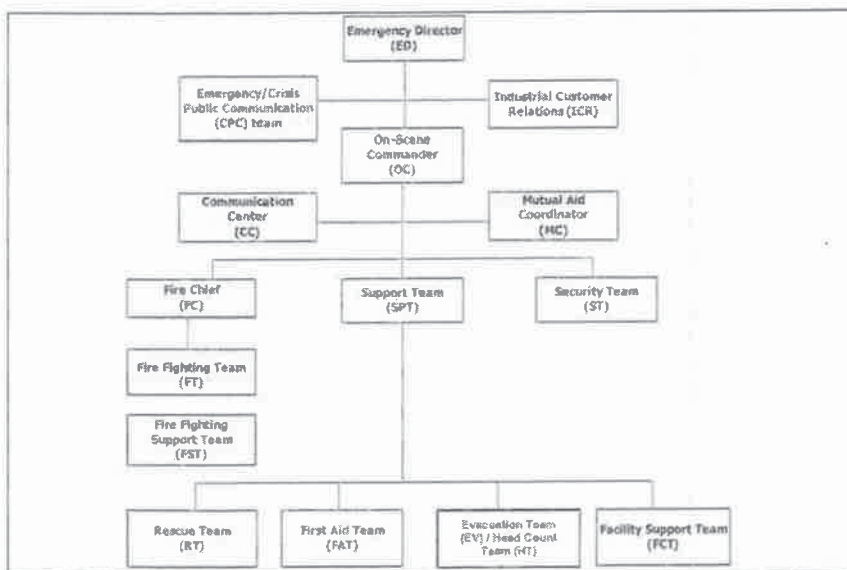 Emergency Director
(ED)
Emergency/Crisis
Public Communication
(CPC) team
Industrial Customer
Relations (ICR)
On-Scene
Commander
(OC)
Communication
Center
(CC)
Mutual Aid
Coordinator
(MC)
Fire Chief
(FC)
Support Team
(SPT)
Security Team
(ST)
Fire Fighting Team
(FT)
Fire Fighting
Support Team
(FST)
Rescue Team
(RT)
First Aid Team
(FAT)
Evacuation Team
(EV) / Head Count
Team (HT)
Facility Support Team
(FCT)